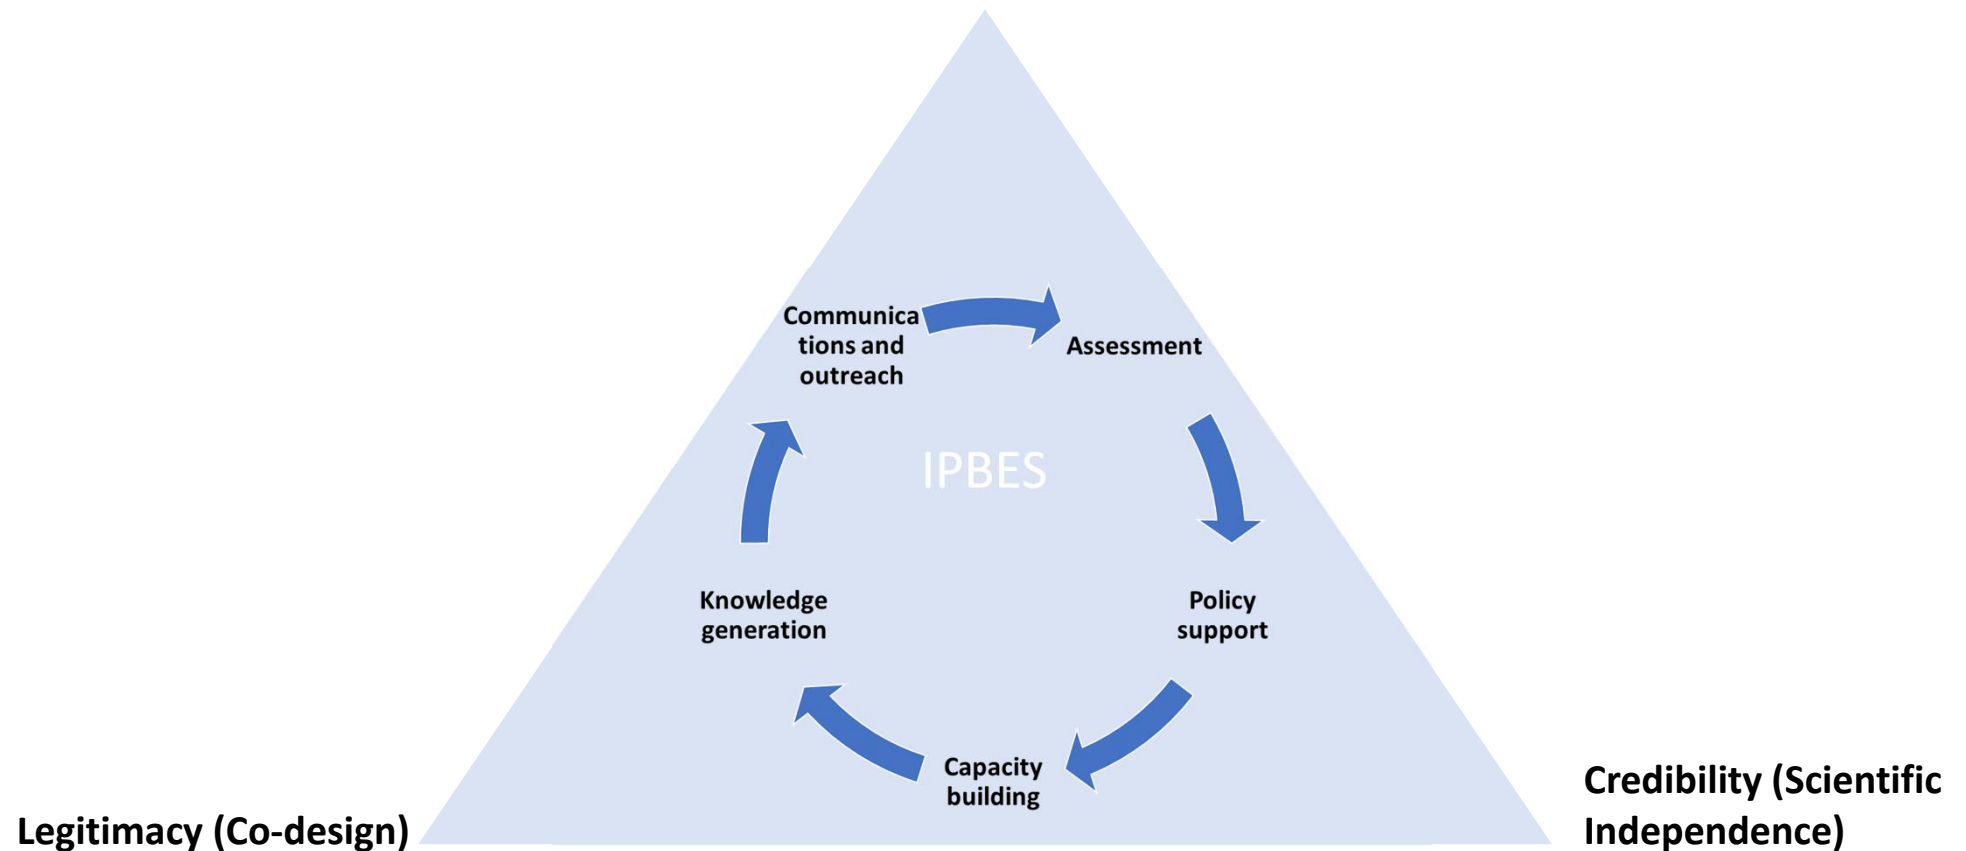 Communica
tions and
outreach
Assessment
IPBES
Knowledge
generation
Policy
support
Capacity
building
Legitimacy (Co-design)
Credibility (Scientific
Independence)